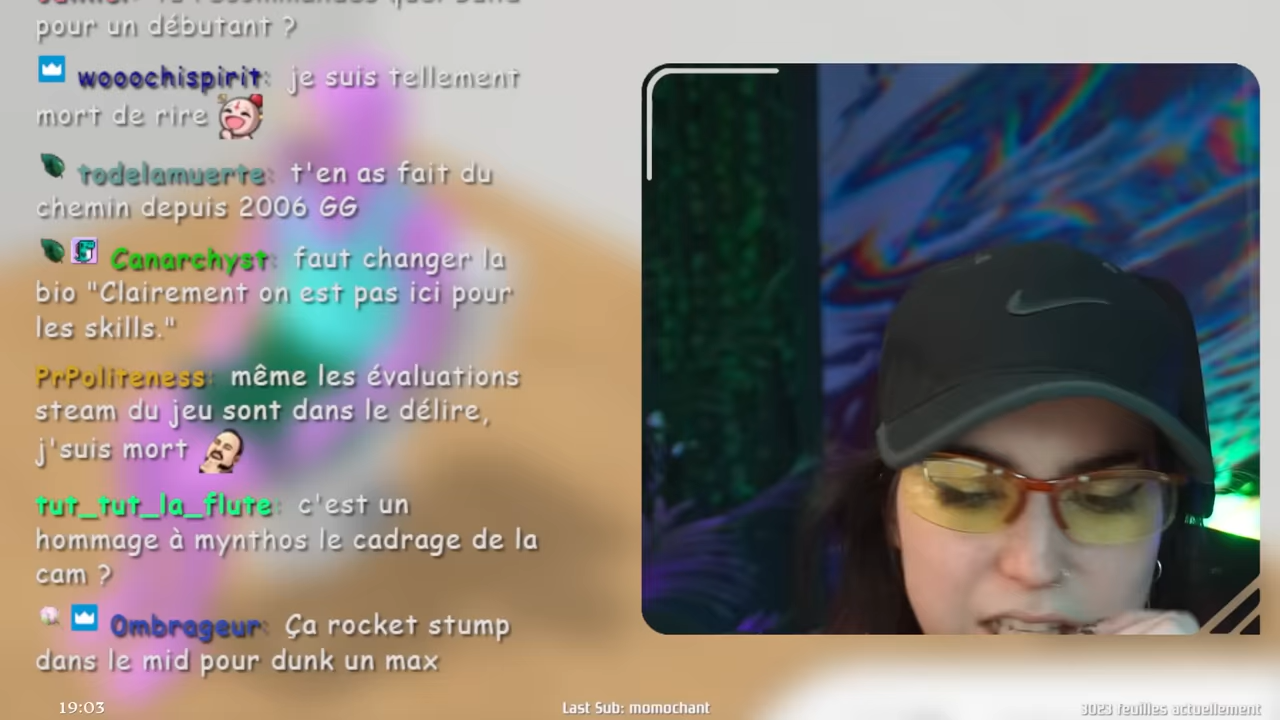 pour un débutant ?
wooochispirit: je suis tellement
mort de rire
todelamuerte: t'en as fait du
chemin depuis 2006 GG
Canarchyst: faut changer la
bio "Clairement on est pas ici pour
les skills."
PrPoliteness: même les évaluations
steam du jeu sont dans le délire,
j'suis mort
tut_tut_la_flute: c'est un
hommage à mynthos le cadrage de la
cam ?
Ombrageur: Ça rocket stump
dans le mid pour dunk un max
19:03
Last Sub: momochant
3023 feuilles actuellement